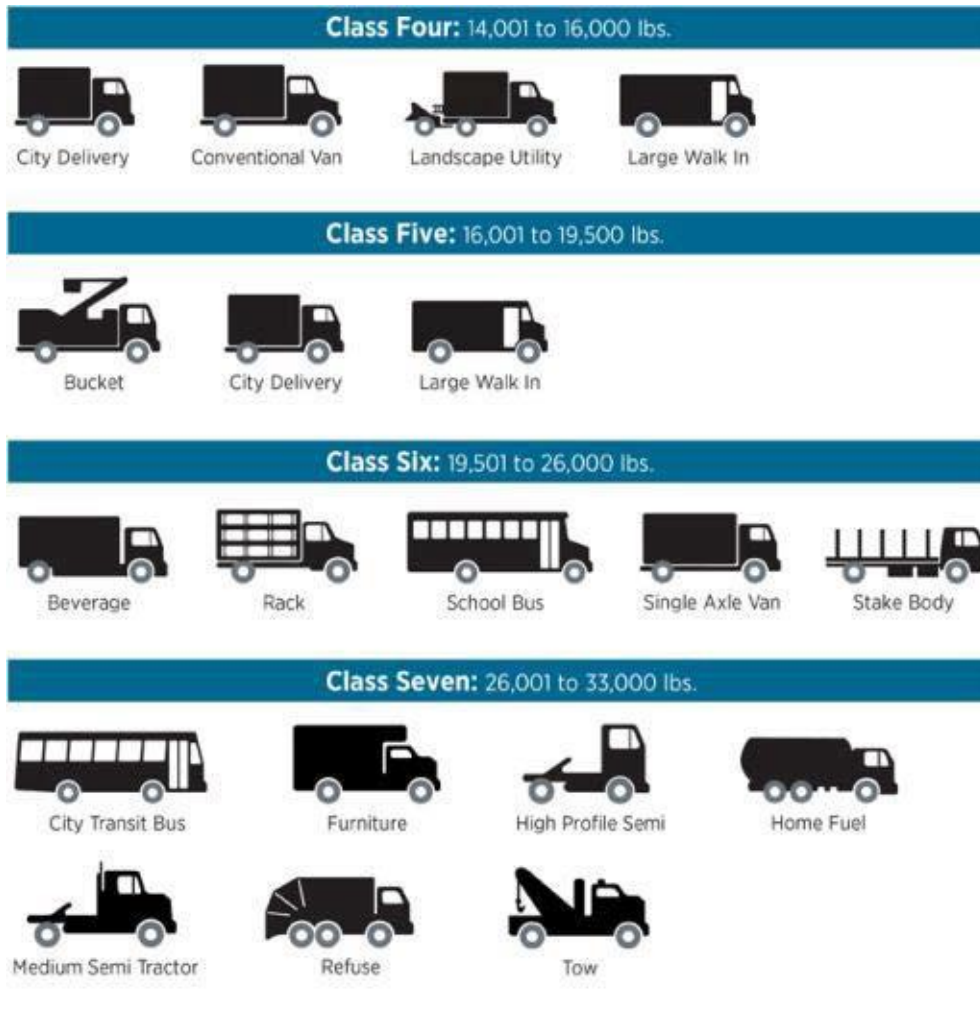 Class Four: 14,001 to 16,000 lbs.
City Delivery
Conventional Van
Landscape Utility
Large Walk In
Class Five: 16,001 to 19,500 lbs.
Bucket
City Delivery
Large Walk In
Class Six: 19,501 to 26,000 lbs.
Beverage
Rack
School Bus
Single Axle Van
Stake Body
Class Seven: 26,001 to 33,000 lbs.
City Transit Bus
Furniture
High Profile Semi
Home Fuel
Medium Semi Tractor
Refuse
Tow